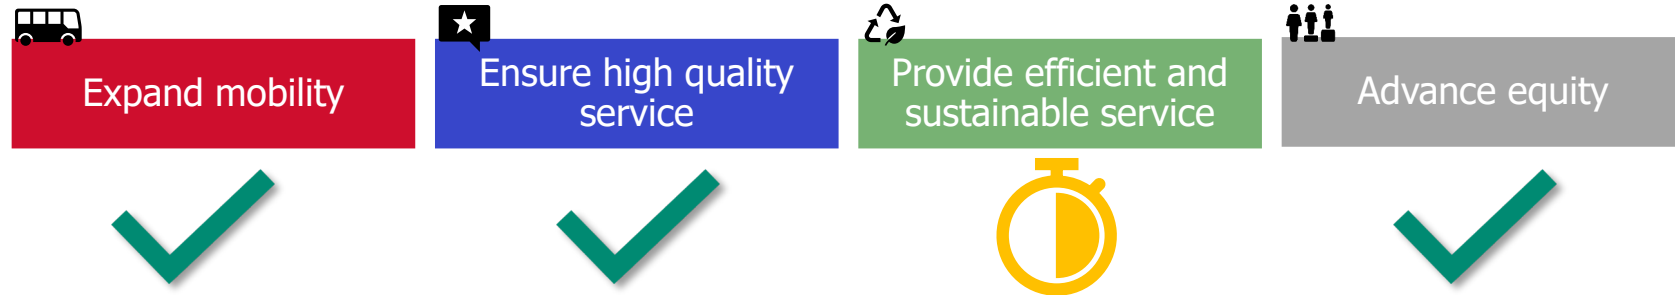 Expand mobility
Ensure high quality
service
Provide efficient and
sustainable service
Advance equity